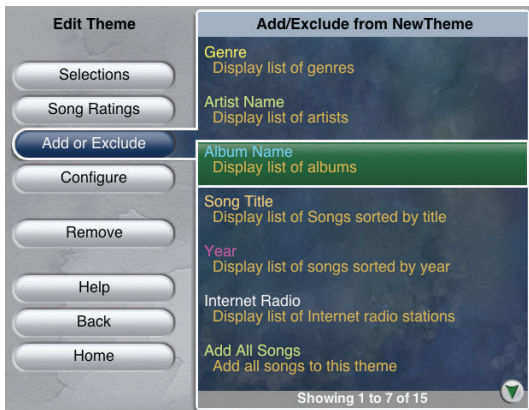 Edit Theme
Selections
Song Ratings
Add or Exclude
Configure
Remove
Help
Back
Home
Add/Exclude from NewTheme
Genre
Display list of genres
Artist Name
Display list of artists
Album Name
Display list of albums
Song Title
Display list of Songs sorted by title
Year
Display list of songs sorted by year
Internet Radio
Display list of Internet radio stations
Add All Songs
Add all songs to this theme
Showing 1 to 7 of 15